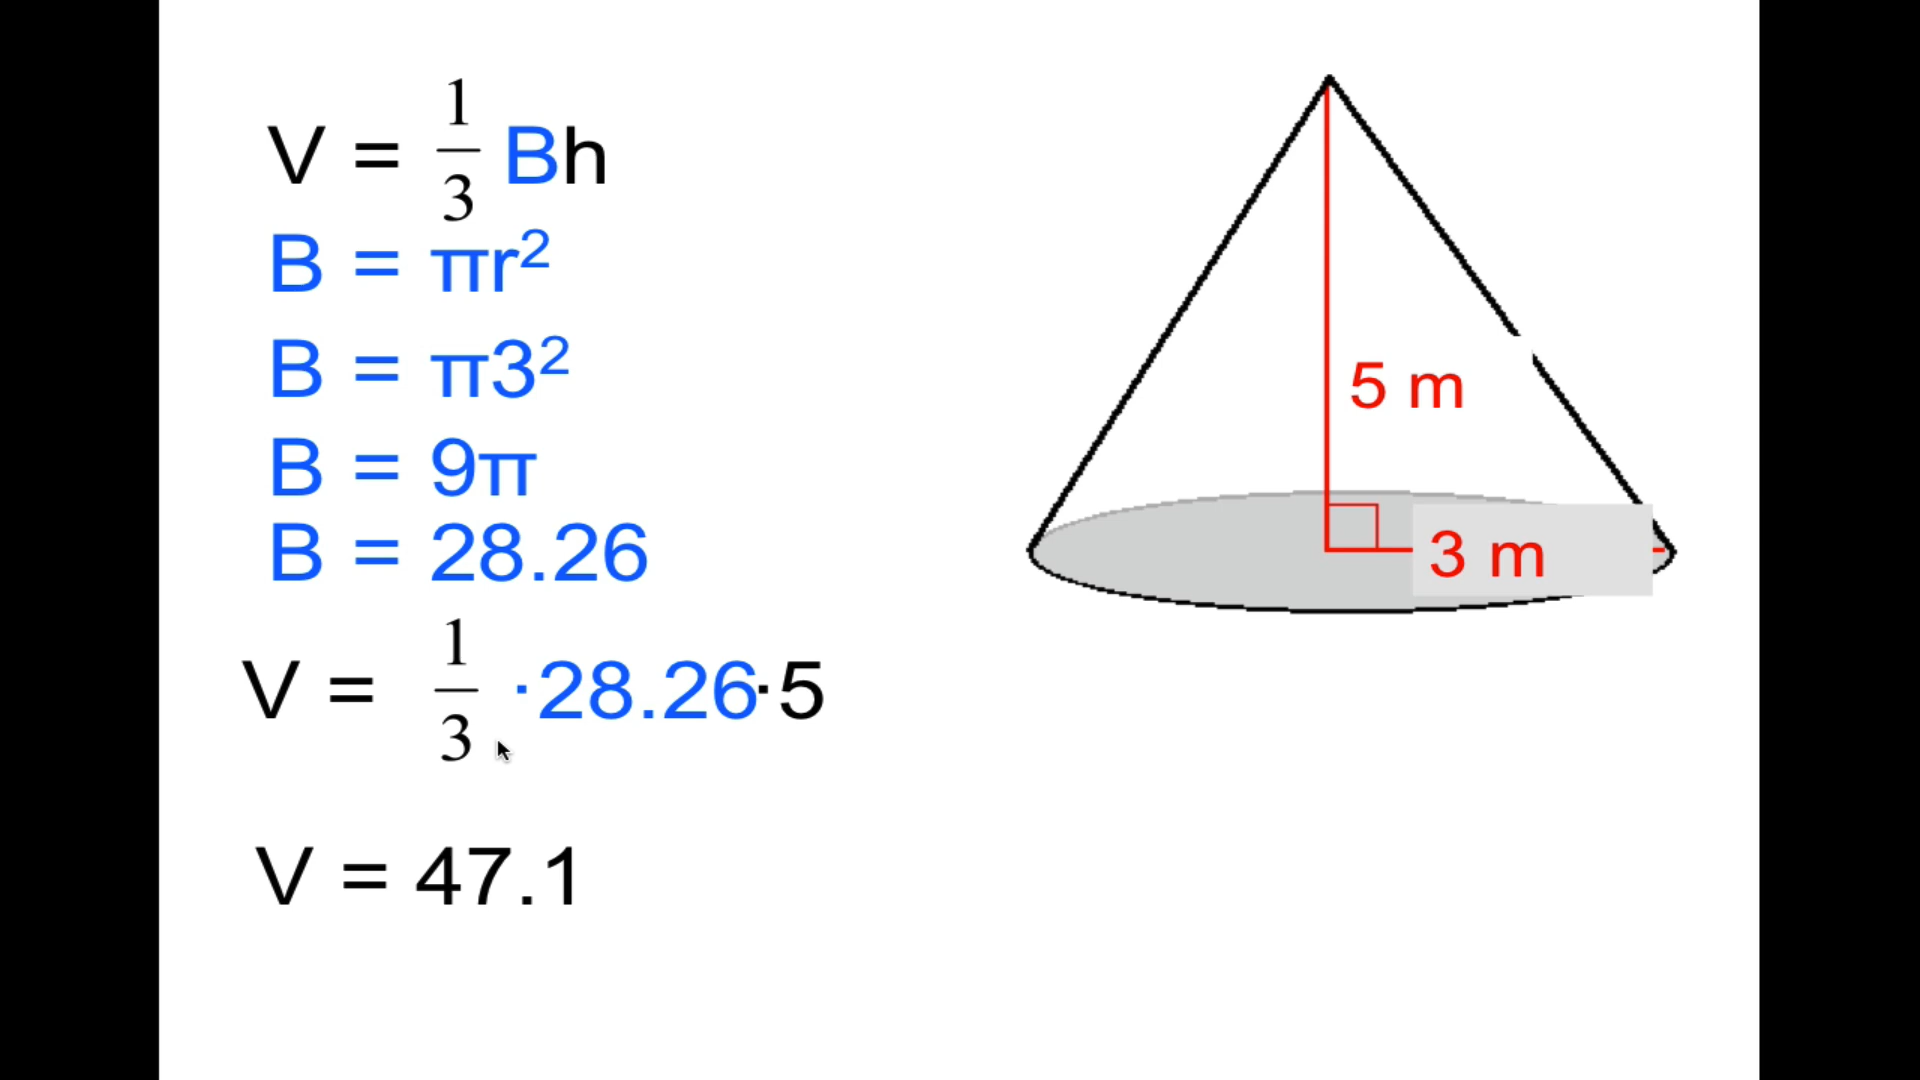 V = 1/3 Bh
B = πr²
B = π3²
B = 9π
B = 28.26
V = 1/3 ·28.26·5
V = 47.1
5 m
3 m